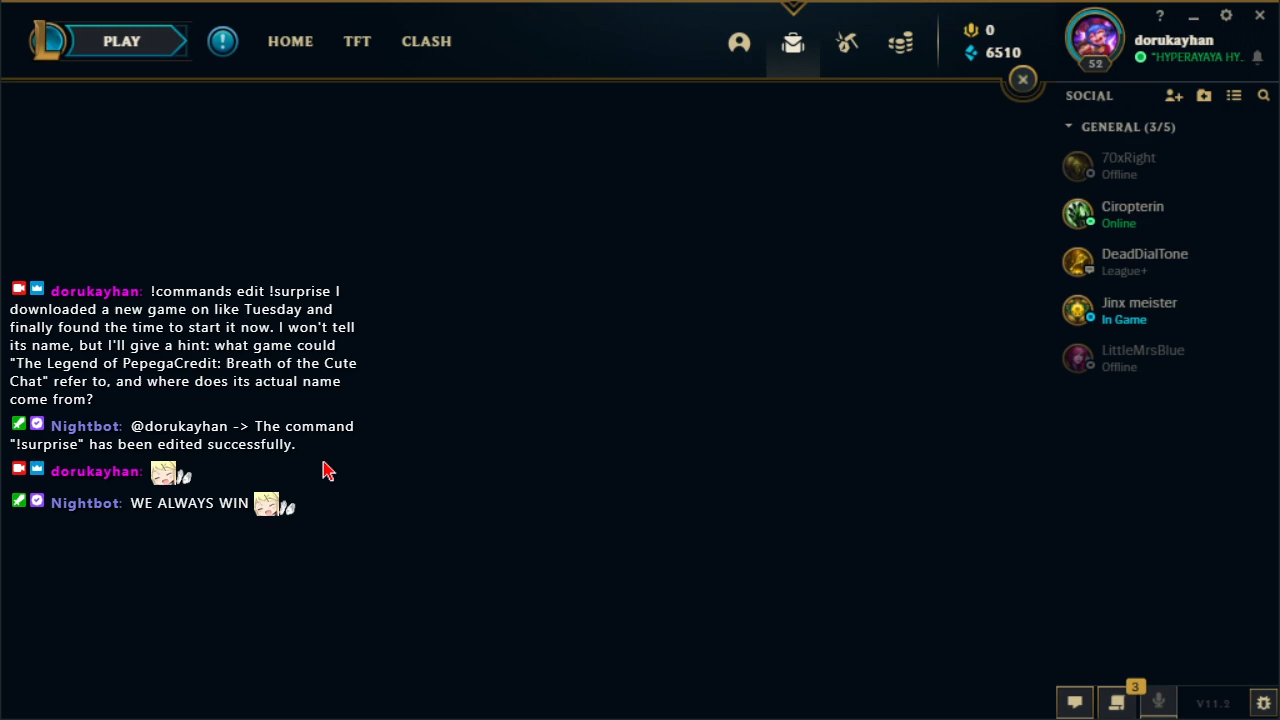 PLAY
HOME
TFT
CLASH
0
6510
?
dorukayhan
"HYPERAYAYA HY.
52
SOCIAL
GENERAL (3/5)
70xRight
Offline
Ciropterin
Online
DeadDialTone
League+
Jinx meister
In Game
LittleMrsBlue
Offline
dorukayhan: !commands edit !surprise I
downloaded a new game on like Tuesday and
finally found the time to start it now. I won't tell
its name, but I'll give a hint: what game could
"The Legend of PepegaCredit: Breath of the Cute
Chat" refer to, and where does its actual name
come from?
Nightbot: @dorukayhan -> The command
"!surprise" has been edited successfully.
dorukayhan:
Nightbot: WE ALWAYS WIN
3
V11.2